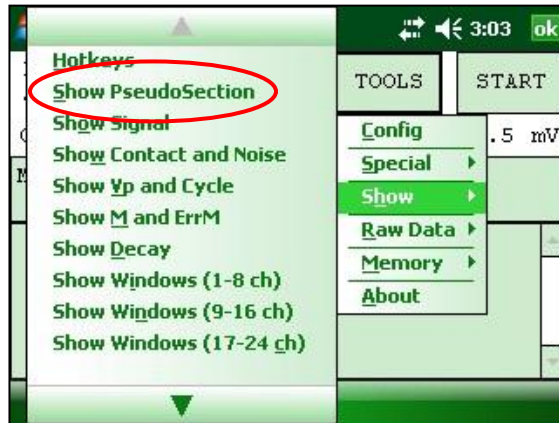 3:03 ok
Hotkeys
Show PseudoSection
Show Signal
Show Contact and Noise
Show Vp and Cycle
Show M and ErrM
Show Decay
Show Windows (1-8 ch)
Show Windows (9-16 ch)
Show Windows (17-24 ch)
TOOLS
START
.5 mV
Config
Special
Show
Raw Data
Memory
About